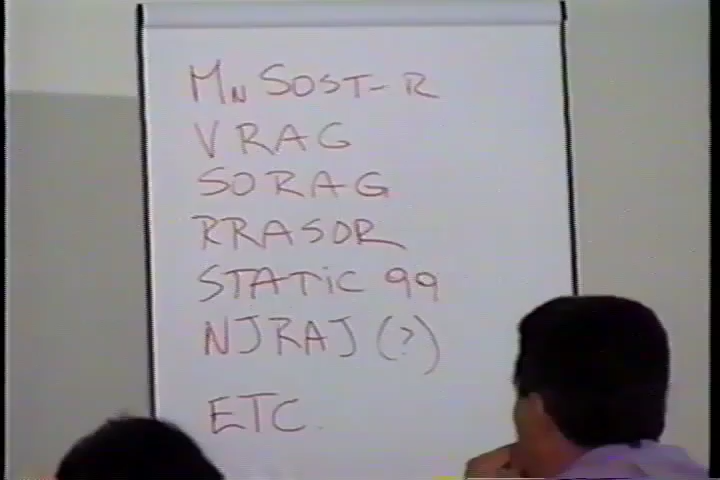 MN SOST-R
VRAG
SORAG
RRASOR
STATIC 99
NJRAJ (?)
ETC.